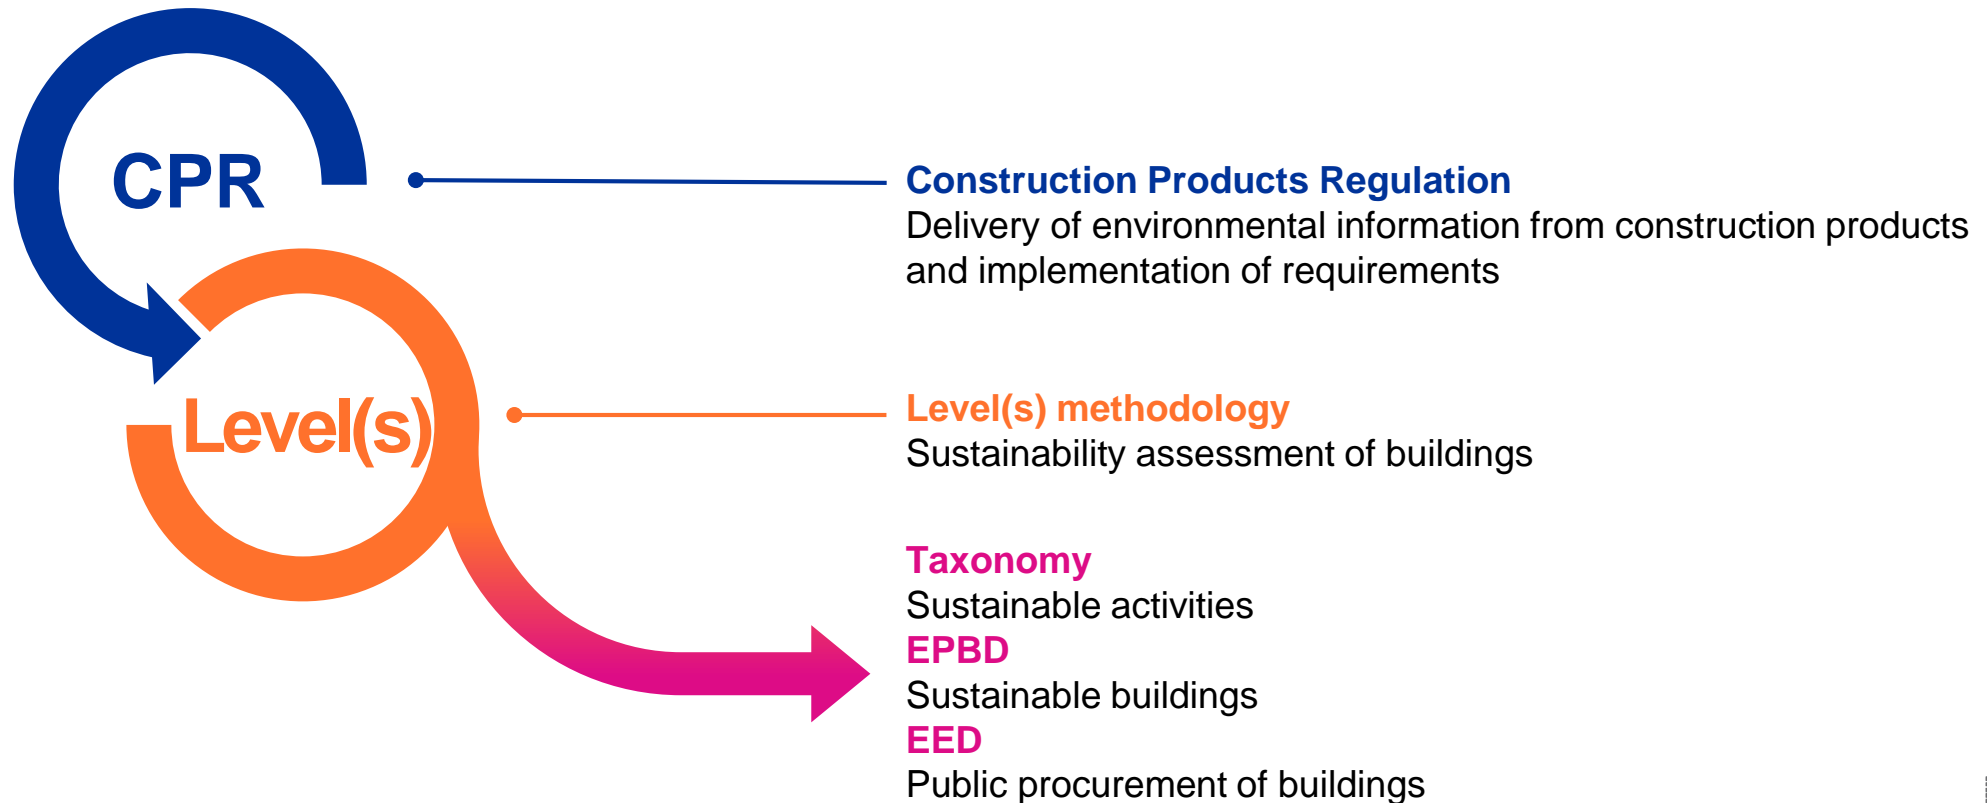 CPR
Construction Products Regulation
Delivery of environmental information from construction products
and implementation of requirements
Level(s)
Level(s) methodology
Sustainability assessment of buildings
Taxonomy
Sustainable activities
EPBD
Sustainable buildings
EED
Public procurement of buildings